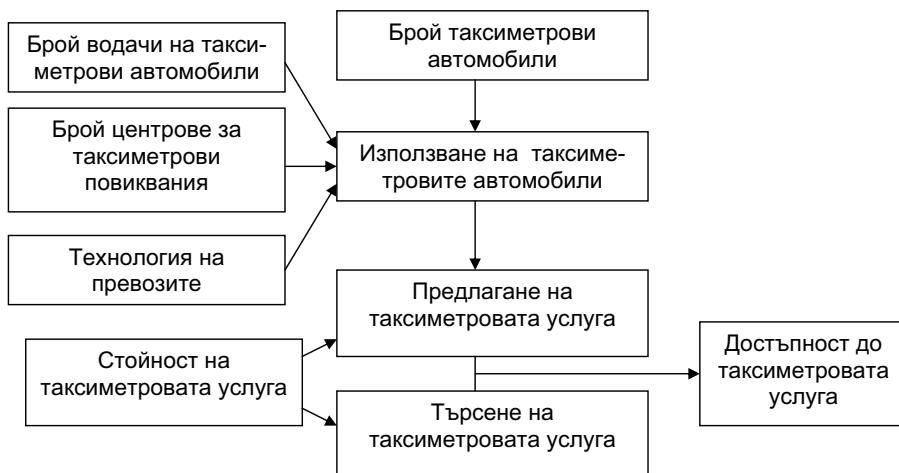 Брой водачи на такси-
метрови автомобили
Брой таксиметрови
автомобили
Брой центрове за
таксиметрови
повиквания
Използване на таксиме-
тровите автомобили
Технология на
превозите
Предлагане на
таксиметровата услуга
Стойност на
таксиметровата услуга
Достъпност до
таксиметровата
услуга
Търсене на
таксиметровата услуга